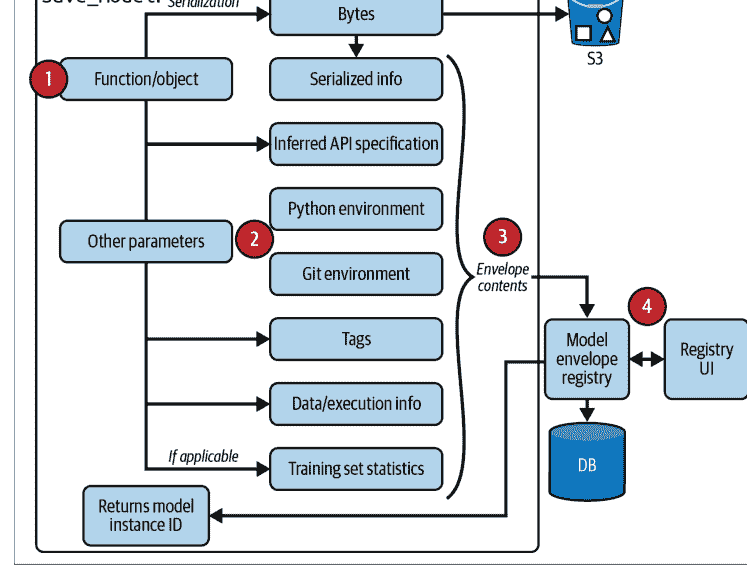 save_model:
Serialization
Bytes
S3
1
Function/object
Serialized info
Inferred API specification
Python environment
Other parameters
2
3
Git environment
Envelope
contents
4
Tags
Model
envelope
registry
Registry
UI
Data/execution info
If applicable
Training set statistics
DB
Returns model
instance ID